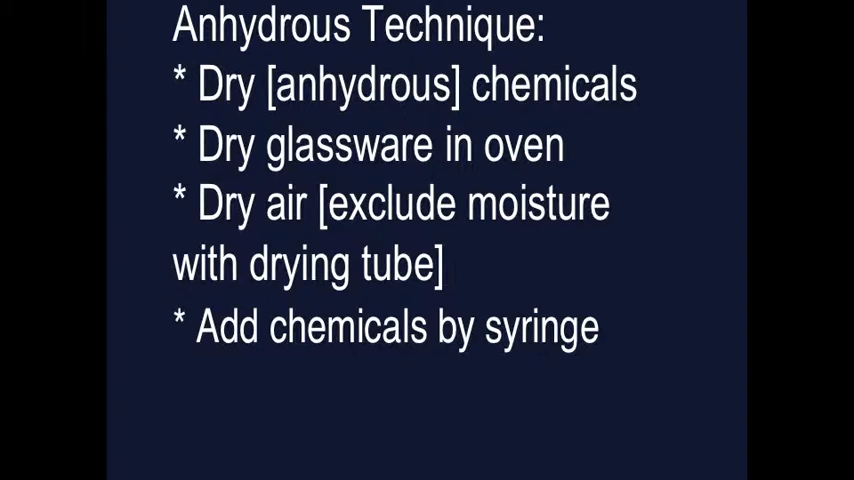 Anhydrous Technique:
* Dry [anhydrous] chemicals
* Dry glassware in oven
* Dry air [exclude moisture
with drying tube]
* Add chemicals by syringe